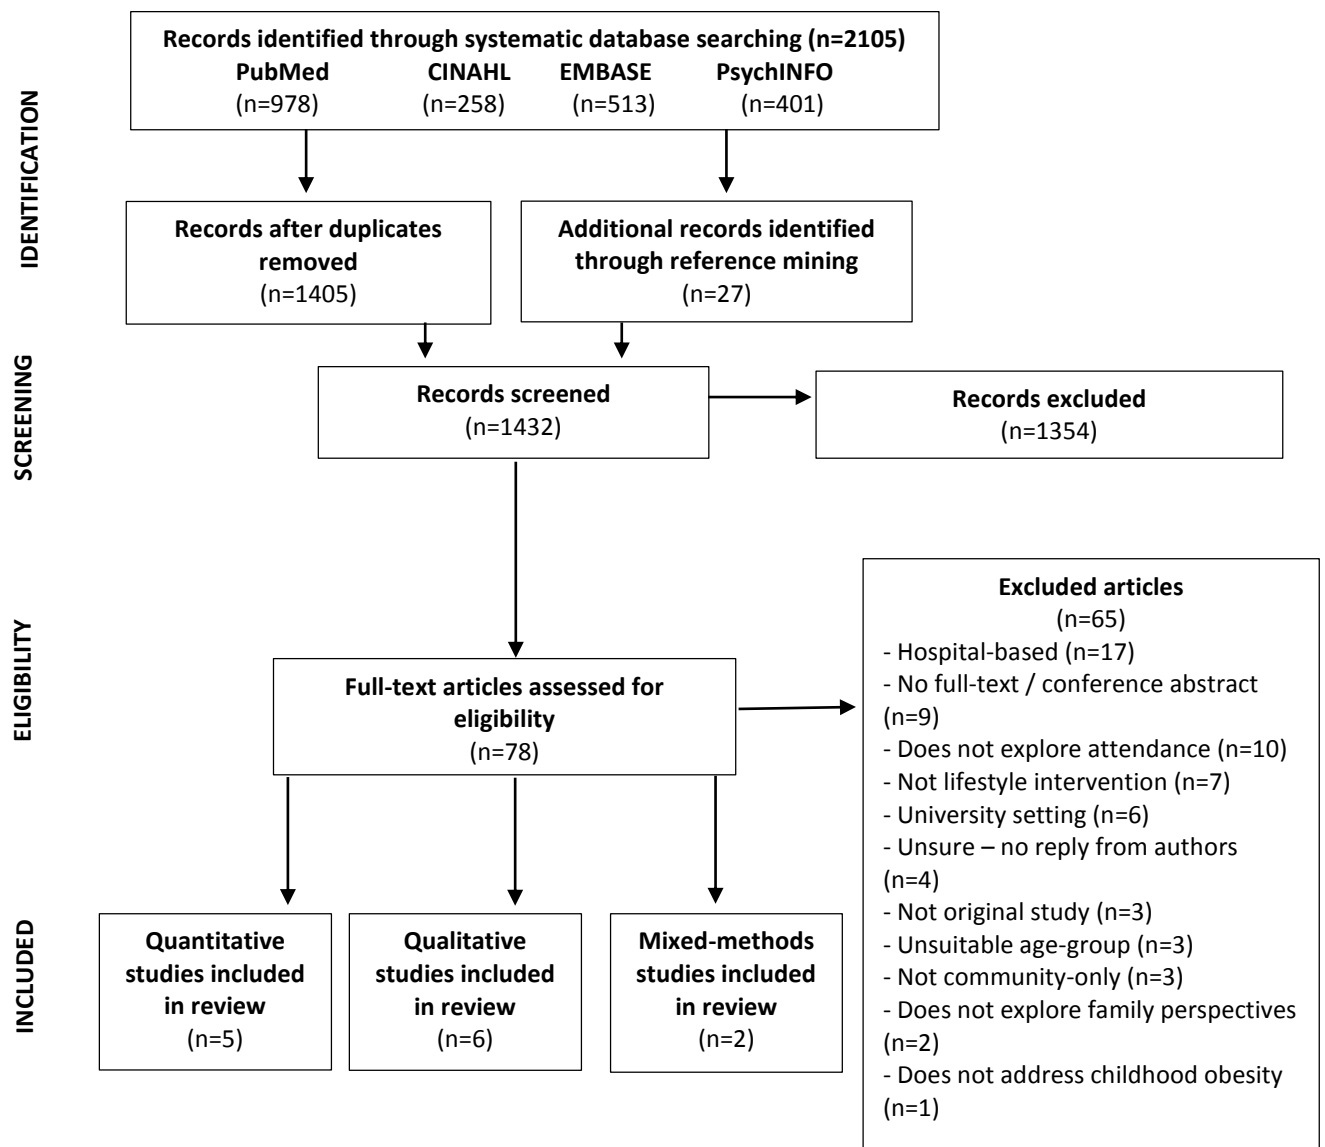 Records identified through systematic database searching (n=2105)
PubMed CINAHL EMBASE PsychINFO
(n=978) (n=258) (n=513) (n=401)
IDENTIFICATION
Records after duplicates
removed
(n=1405)
Additional records identified
through reference mining
(n=27)
SCREENING
Records screened
(n=1432)
Records excluded
(n=1354)
ELIGIBILITY
Full-text articles assessed for
eligibility
(n=78)
Excluded articles
(n=65)
- Hospital-based (n=17)
- No full-text / conference abstract
(n=9)
- Does not explore attendance (n=10)
- Not lifestyle intervention (n=7)
- University setting (n=6)
- Unsure – no reply from authors
(n=4)
- Not original study (n=3)
- Unsuitable age-group (n=3)
- Not community-only (n=3)
- Does not explore family perspectives
(n=2)
- Does not address childhood obesity
(n=1)
INCLUDED
Quantitative
studies included
in review
(n=5)
Qualitative
studies included
in review
(n=6)
Mixed-methods
studies included
in review
(n=2)